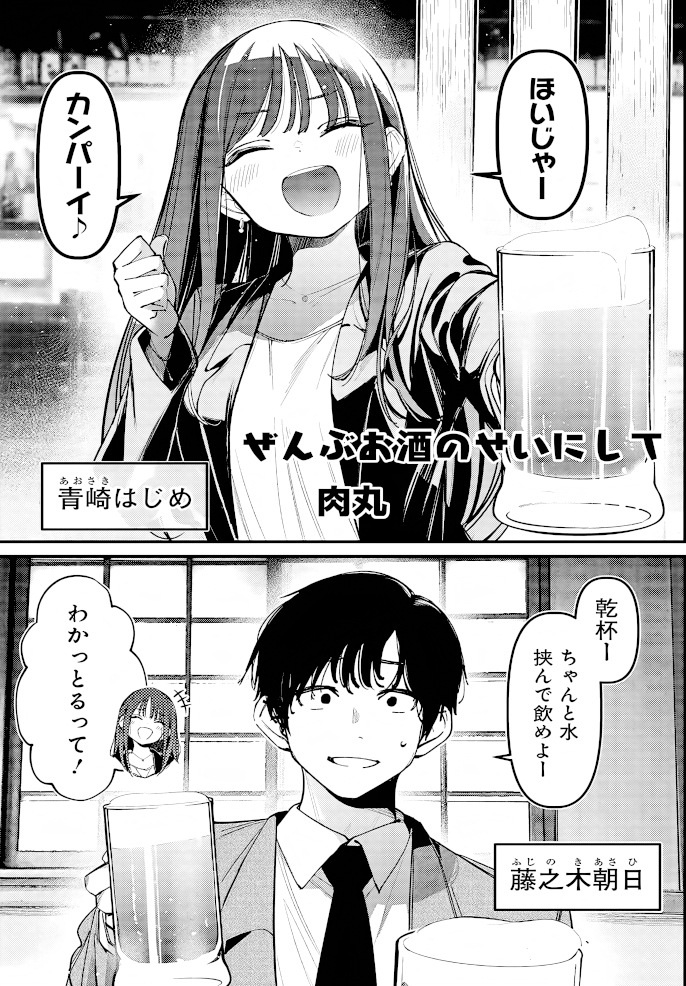 ほいじゃー
カンパーイ♪
ぜんぶお酒のせいにして
肉丸
あおさき
青崎はじめ
乾杯ー
ちゃんと水
挟んで飲めよー
わかっとるって！
ふじのきあさひ
藤之木朝日